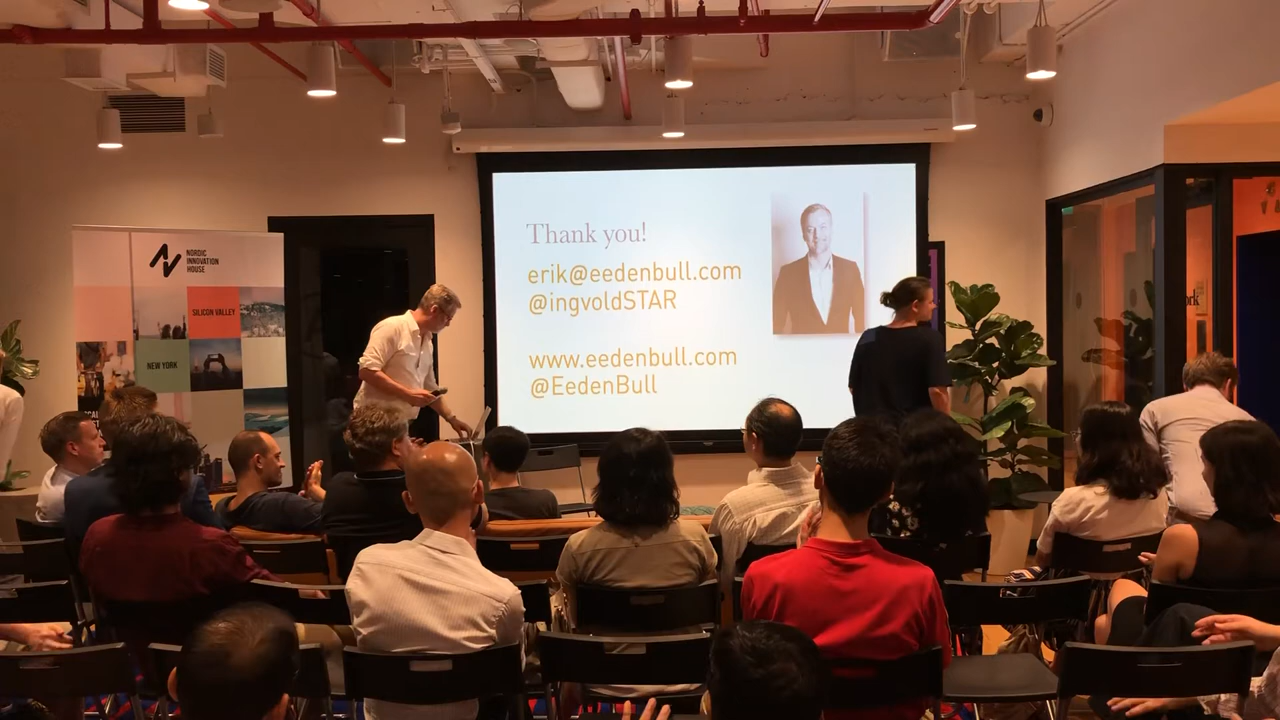 NORDIC
INNOVATION
HOUSE
SILICON VALLEY
NEW YORK
Thank you!
erik@eedenbull.com
@ingvoldSTAR
www.eedenbull.com
@EedenBull